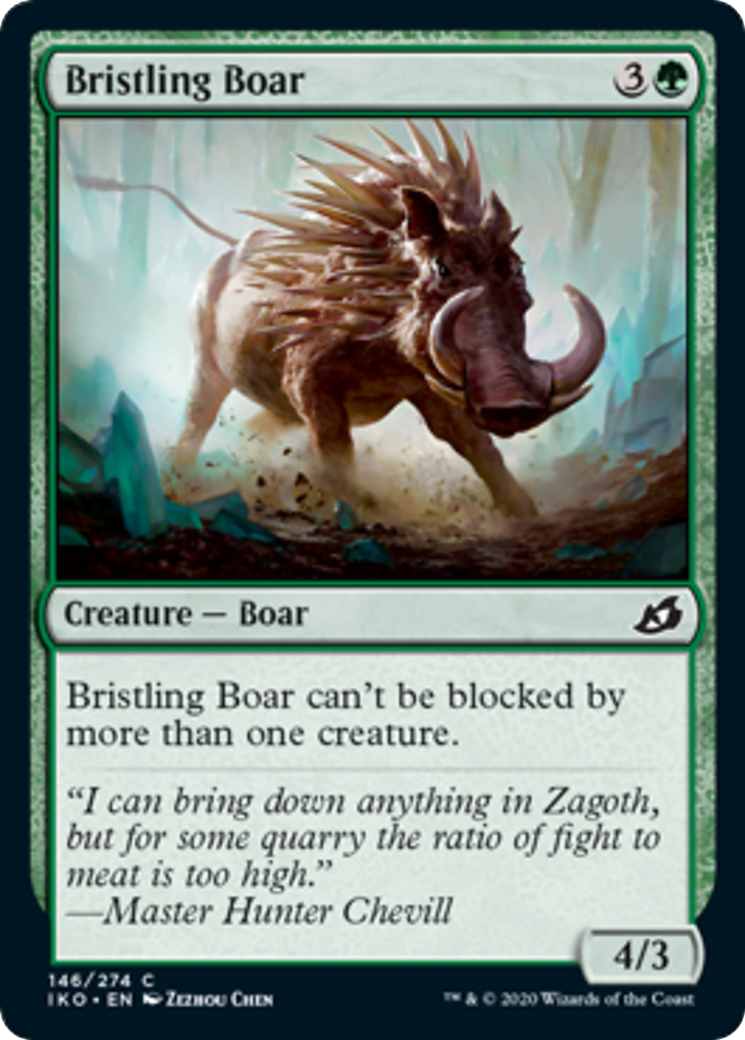 Bristling Boar 3
Creature — Boar
Bristling Boar can't be blocked by
more than one creature.
"I can bring down anything in Zagoth,
but for some quarry the ratio of fight to
meat is too high."
—Master Hunter Chevill
4/3
146/274 C
IKO • EN Zezhou Chen
™ & © 2020 Wizards of the Coast